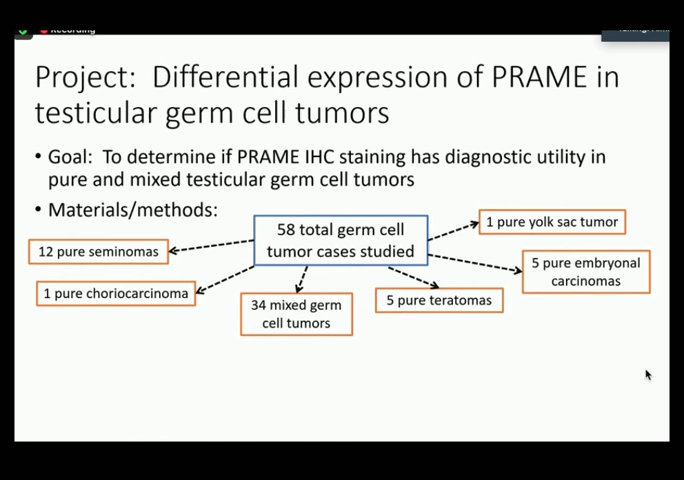 Recording
Project: Differential expression of PRAME in
testicular germ cell tumors
• Goal: To determine if PRAME IHC staining has diagnostic utility in
pure and mixed testicular germ cell tumors
• Materials/methods:
58 total germ cell
tumor cases studied
1 pure yolk sac tumor
12 pure seminomas
5 pure embryonal
carcinomas
1 pure choriocarcinoma
34 mixed germ
cell tumors
5 pure teratomas